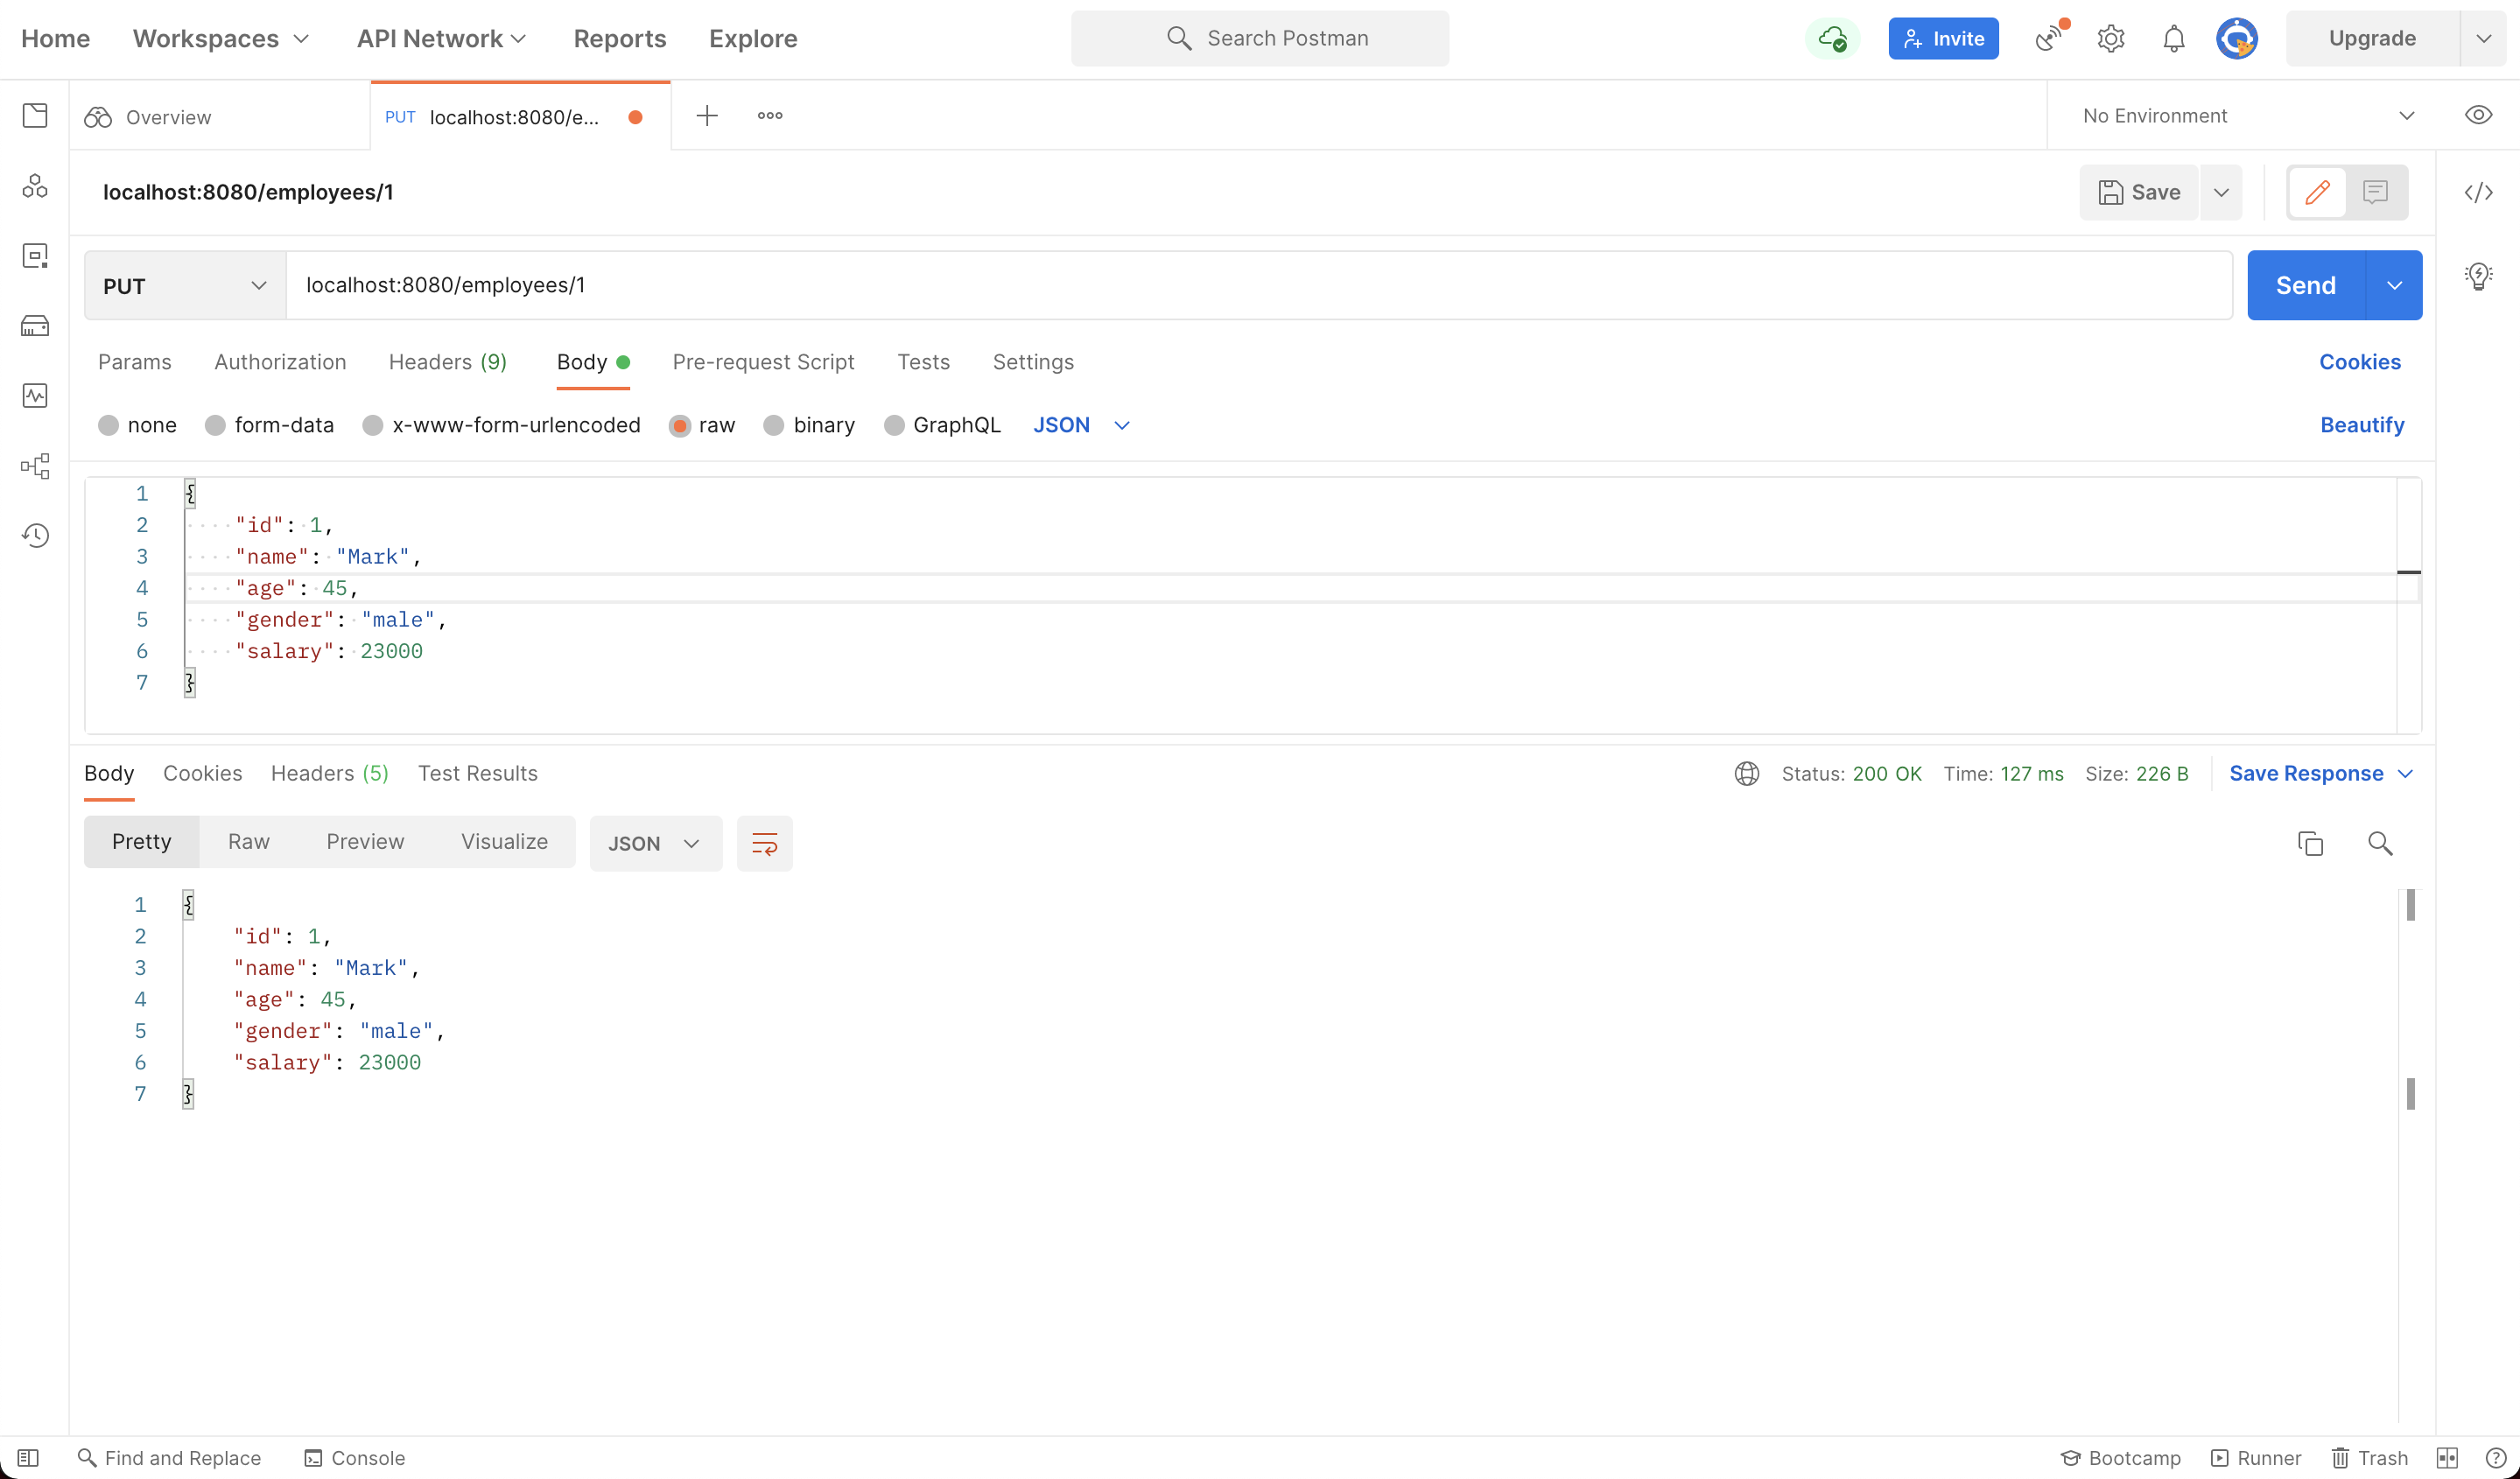 Home Workspaces API Network Reports Explore Search Postman Invite Upgrade
Overview PUT localhost:8080/e... No Environment
localhost:8080/employees/1 Save
PUT localhost:8080/employees/1 Send
Params Authorization Headers (9) Body Pre-request Script Tests Settings Cookies
none form-data x-www-form-urlencoded raw binary GraphQL JSON Beautify
1 {
2 "id": 1,
3 "name": "Mark",
4 "age": 45,
5 "gender": "male",
6 "salary": 23000
7 }
Body Cookies Headers (5) Test Results Status: 200 OK Time: 127 ms Size: 226 B Save Response
Pretty Raw Preview Visualize JSON
1 {
2 "id": 1,
3 "name": "Mark",
4 "age": 45,
5 "gender": "male",
6 "salary": 23000
7 }
Find and Replace Console Bootcamp Runner Trash